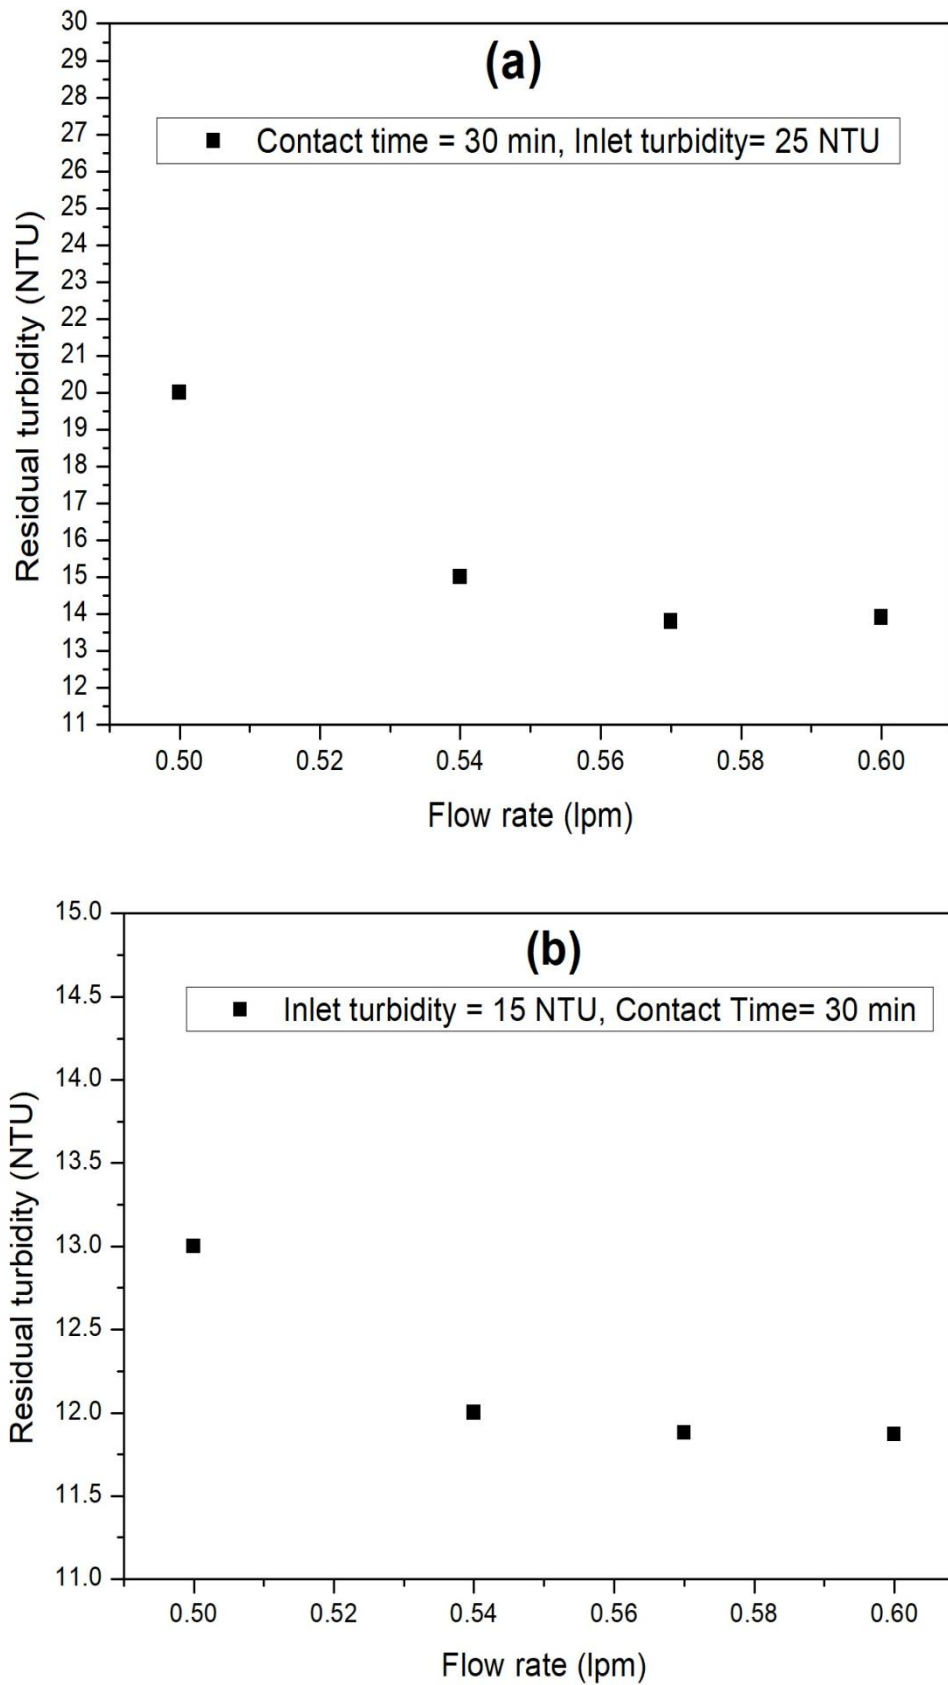 (a)
Contact time = 30 min, Inlet turbidity= 25 NTU
Residual turbidity (NTU)
30
29
28
27
26
25
24
23
22
21
20
19
18
17
16
15
14
13
12
11
0.50 0.52 0.54 0.56 0.58 0.60
Flow rate (lpm)
(b)
Inlet turbidity = 15 NTU, Contact Time= 30 min
Residual turbidity (NTU)
15.0
14.5
14.0
13.5
13.0
12.5
12.0
11.5
11.0
0.50 0.52 0.54 0.56 0.58 0.60
Flow rate (lpm)